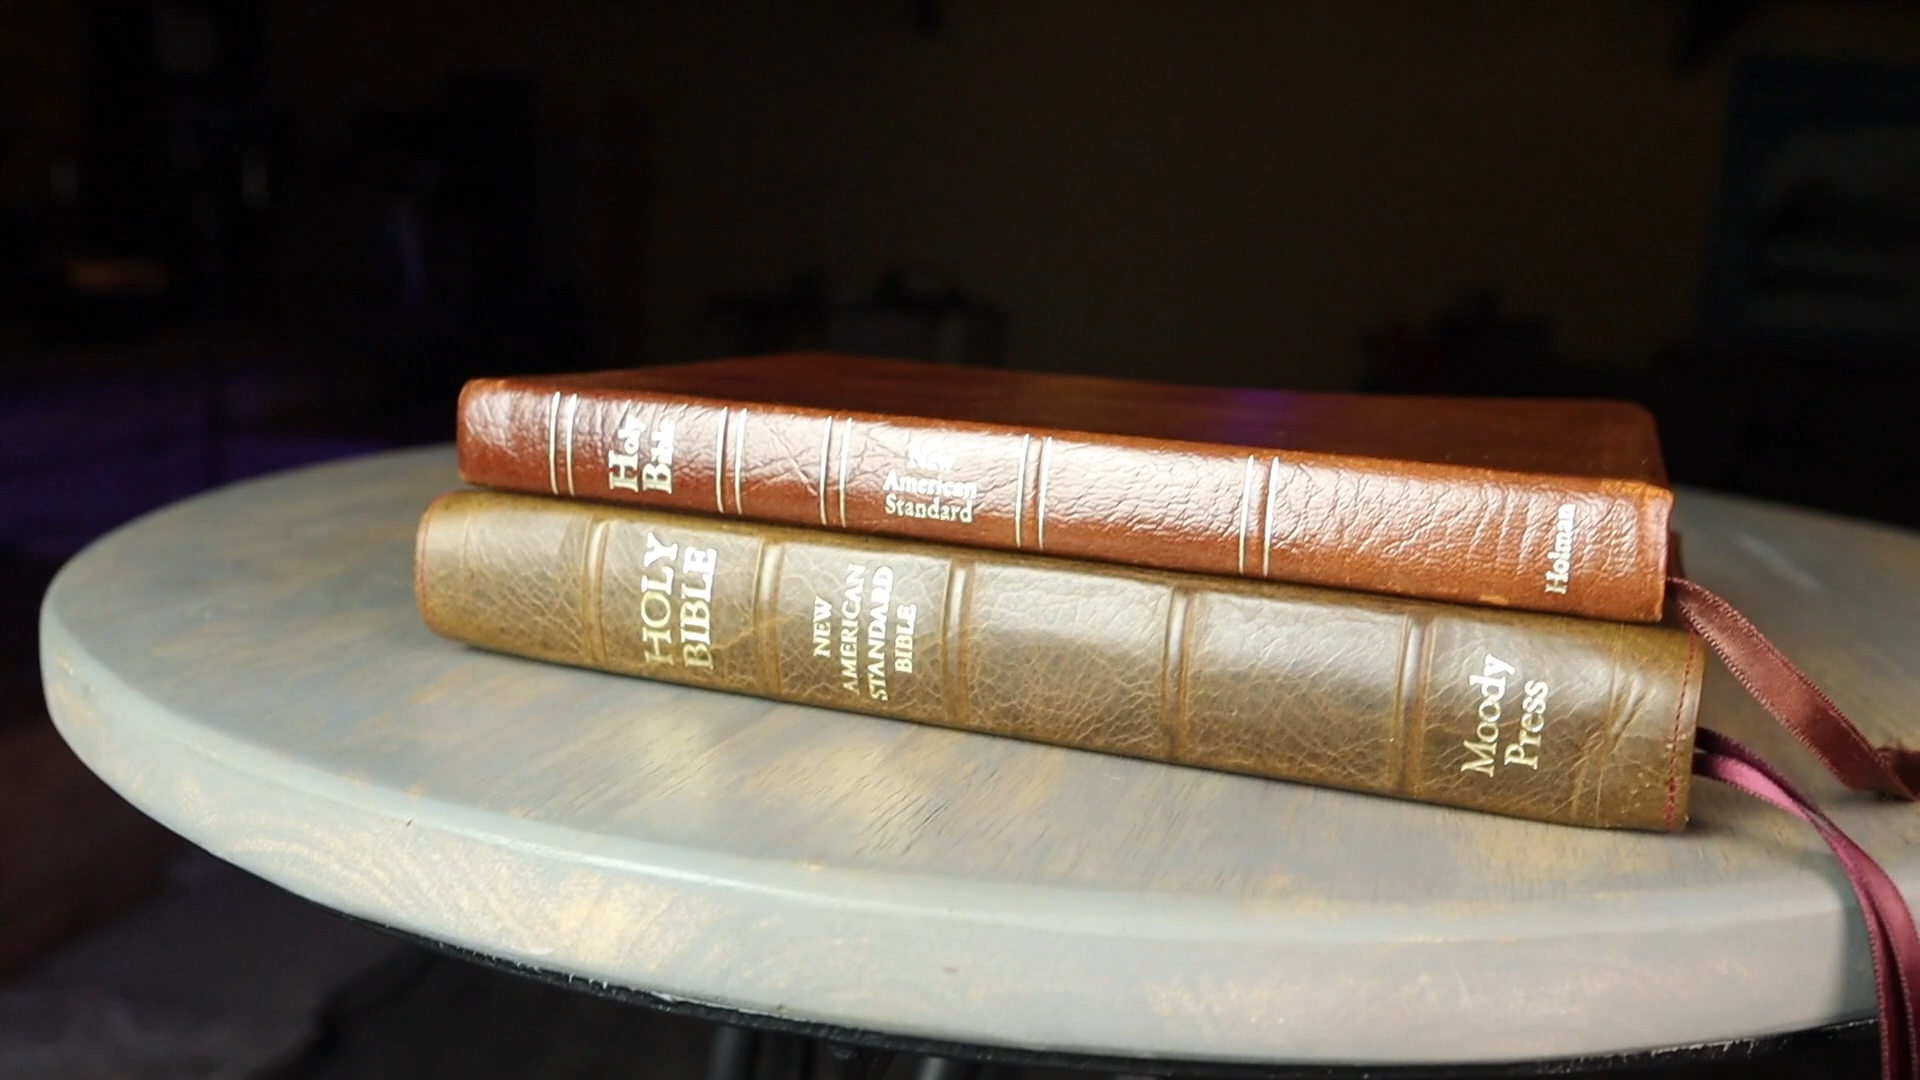 Holy
Bible
New
American
Standard
Holman
HOLY
BIBLE
NEW
AMERICAN
STANDARD
BIBLE
Moody
Press